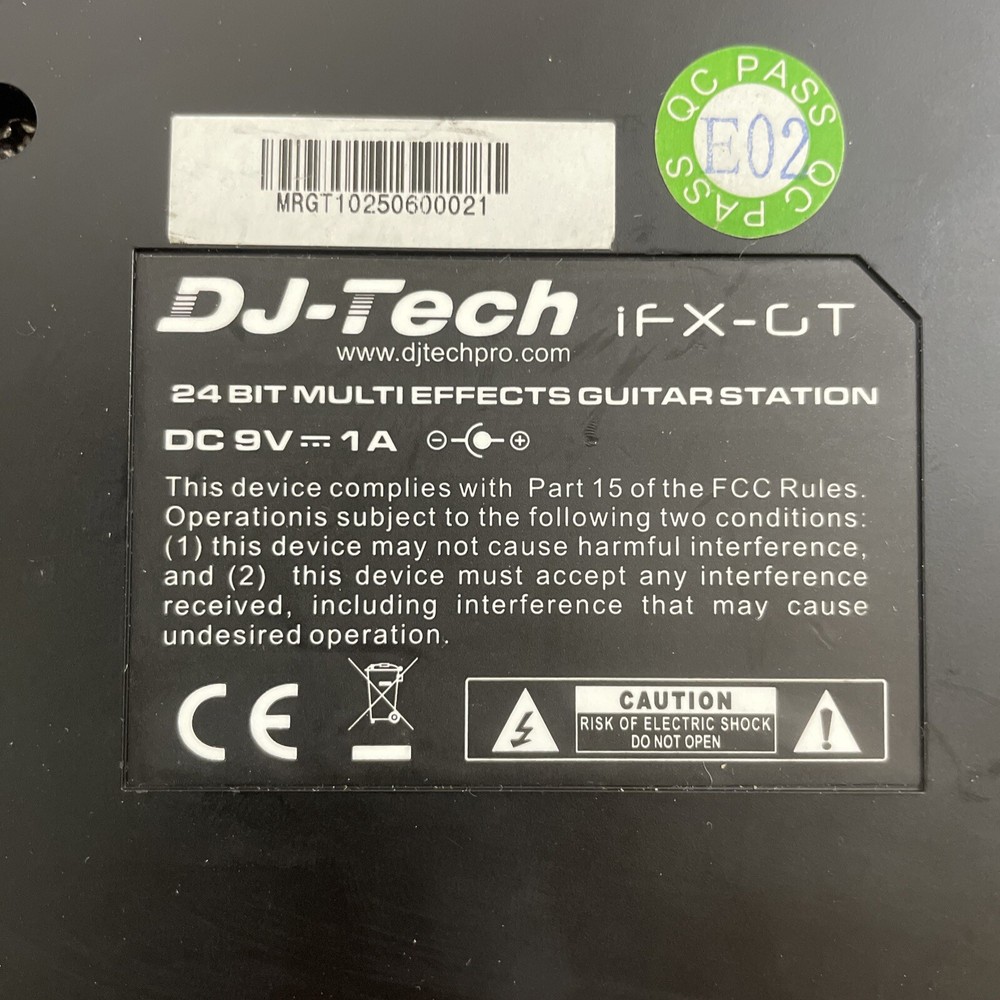 QC PASS QC PASS
E02
MRGT10250600021
DJ-Tech iFX-GT
www.djtechpro.com
24 BIT MULTI EFFECTS GUITAR STATION
DC 9V 1A
This device complies with Part 15 of the FCC Rules.
Operationis subject to the following two conditions:
(1) this device may not cause harmful interference,
and (2) this device must accept any interference
received, including interference that may cause
undesired operation.
CE
CAUTION
RISK OF ELECTRIC SHOCK
DO NOT OPEN